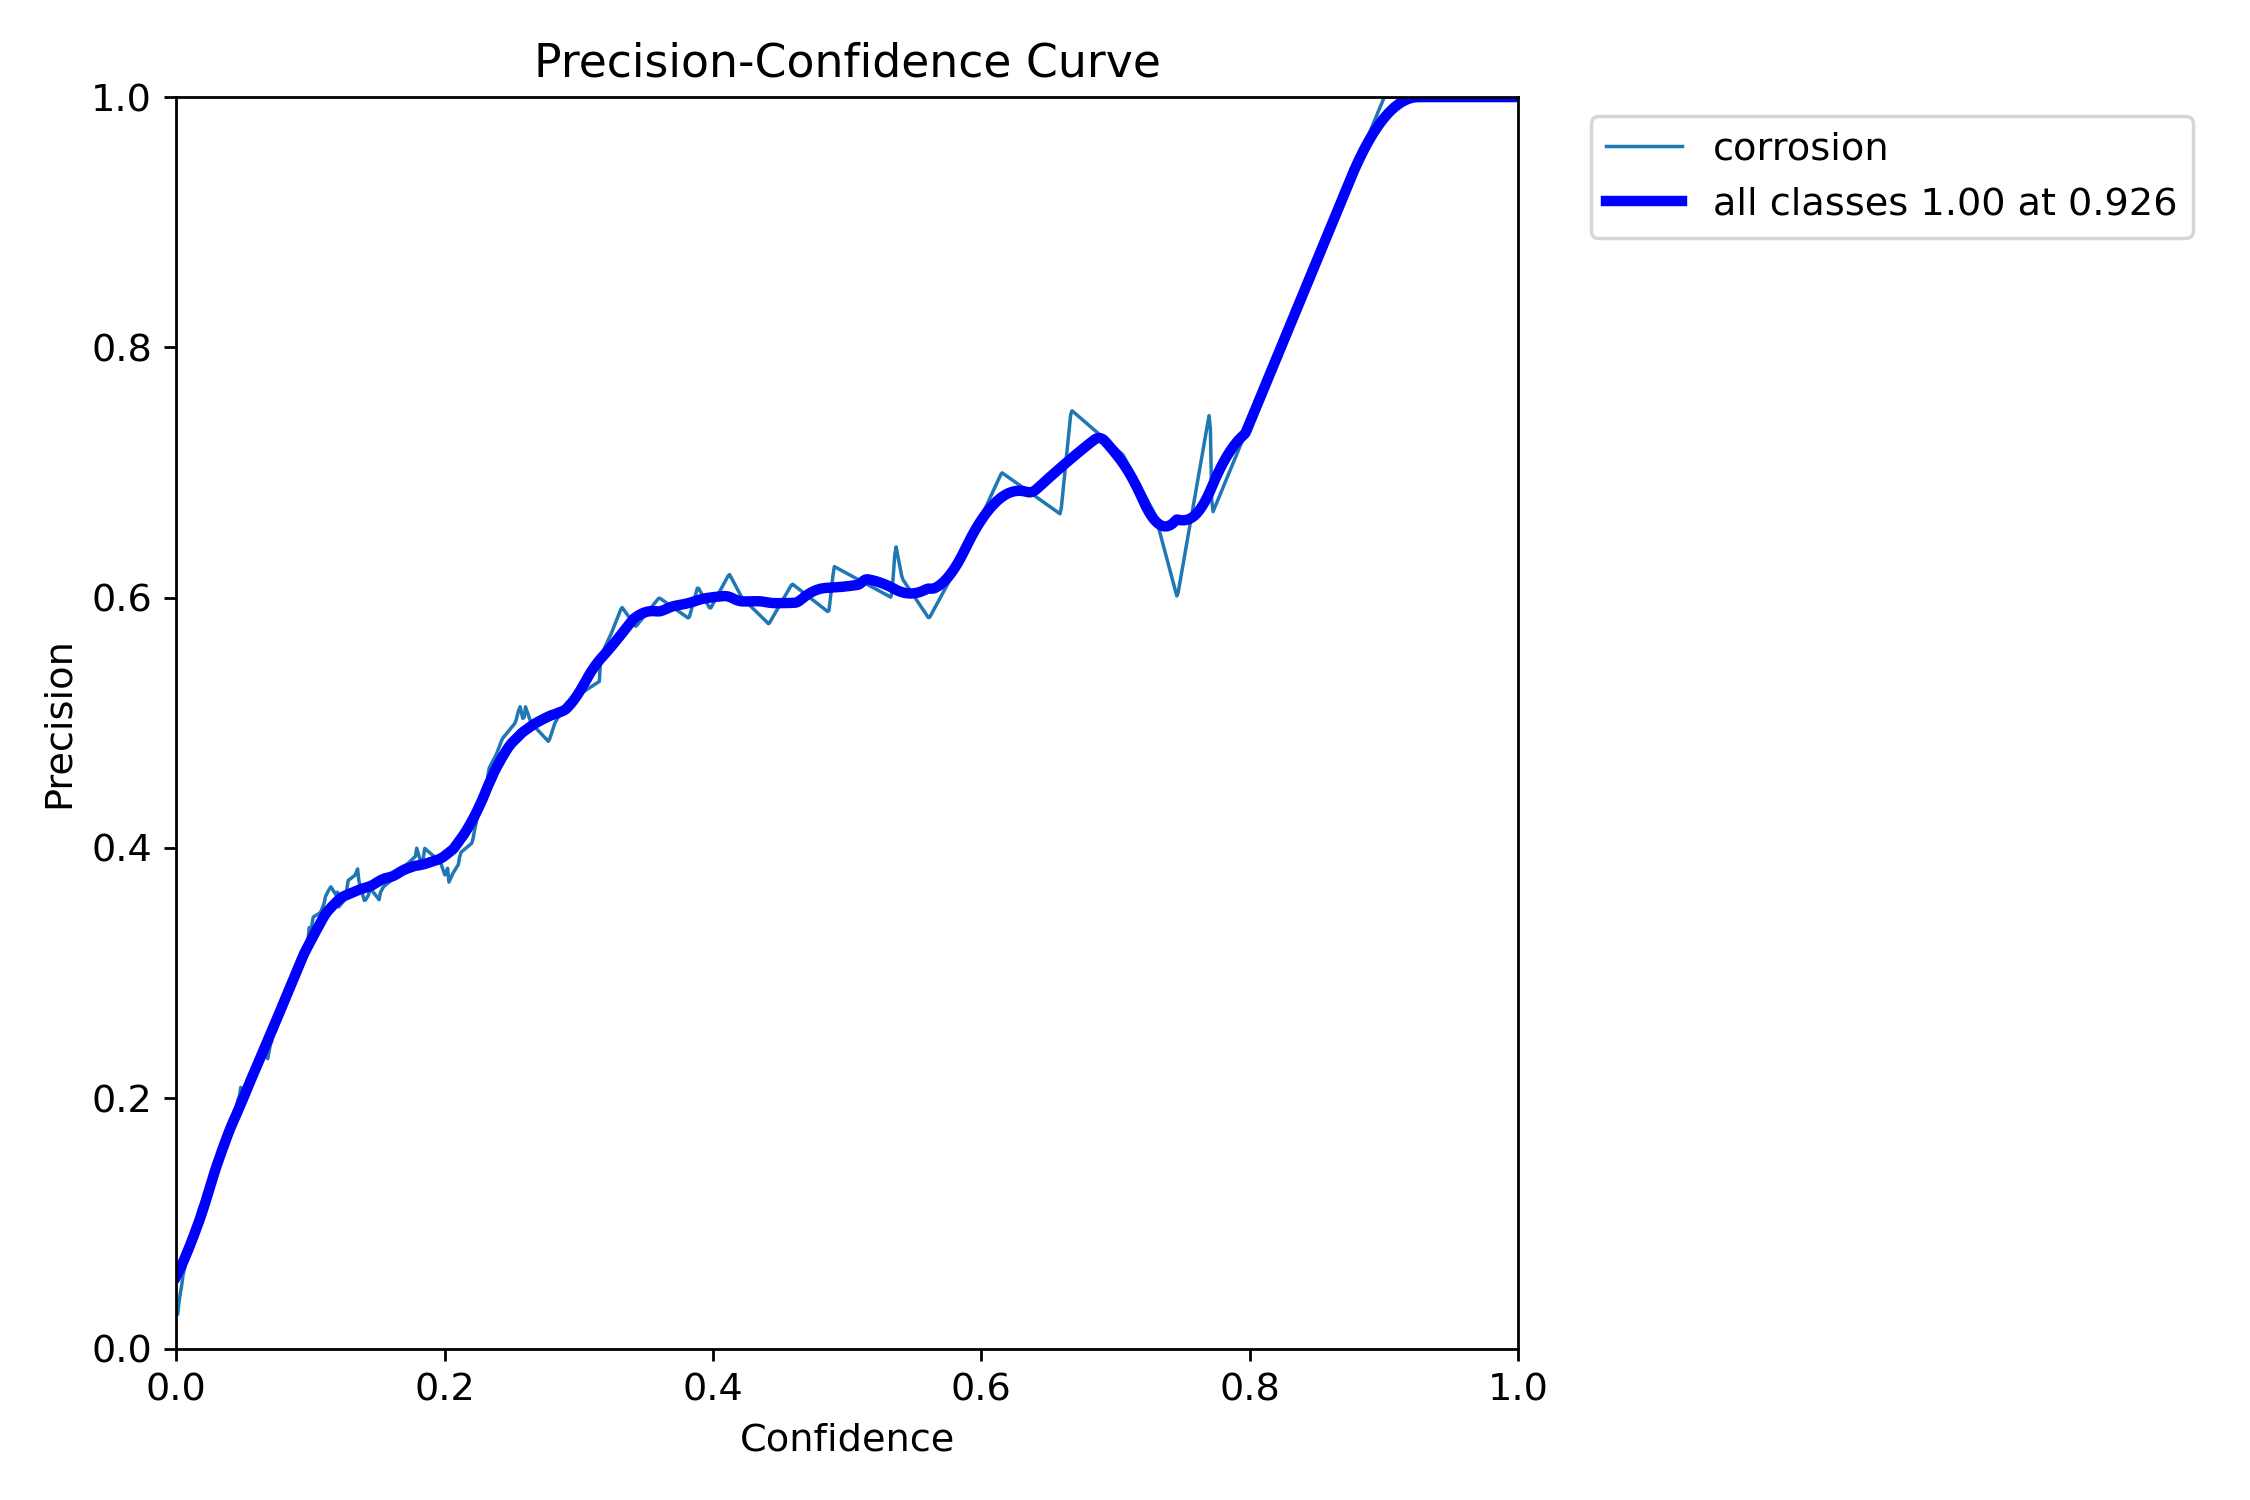 Precision-Confidence Curve
1.0
0.8
0.6
0.4
0.2
0.0
Precision
0.0 0.2 0.4 0.6 0.8 1.0
Confidence
corrosion
all classes 1.00 at 0.926